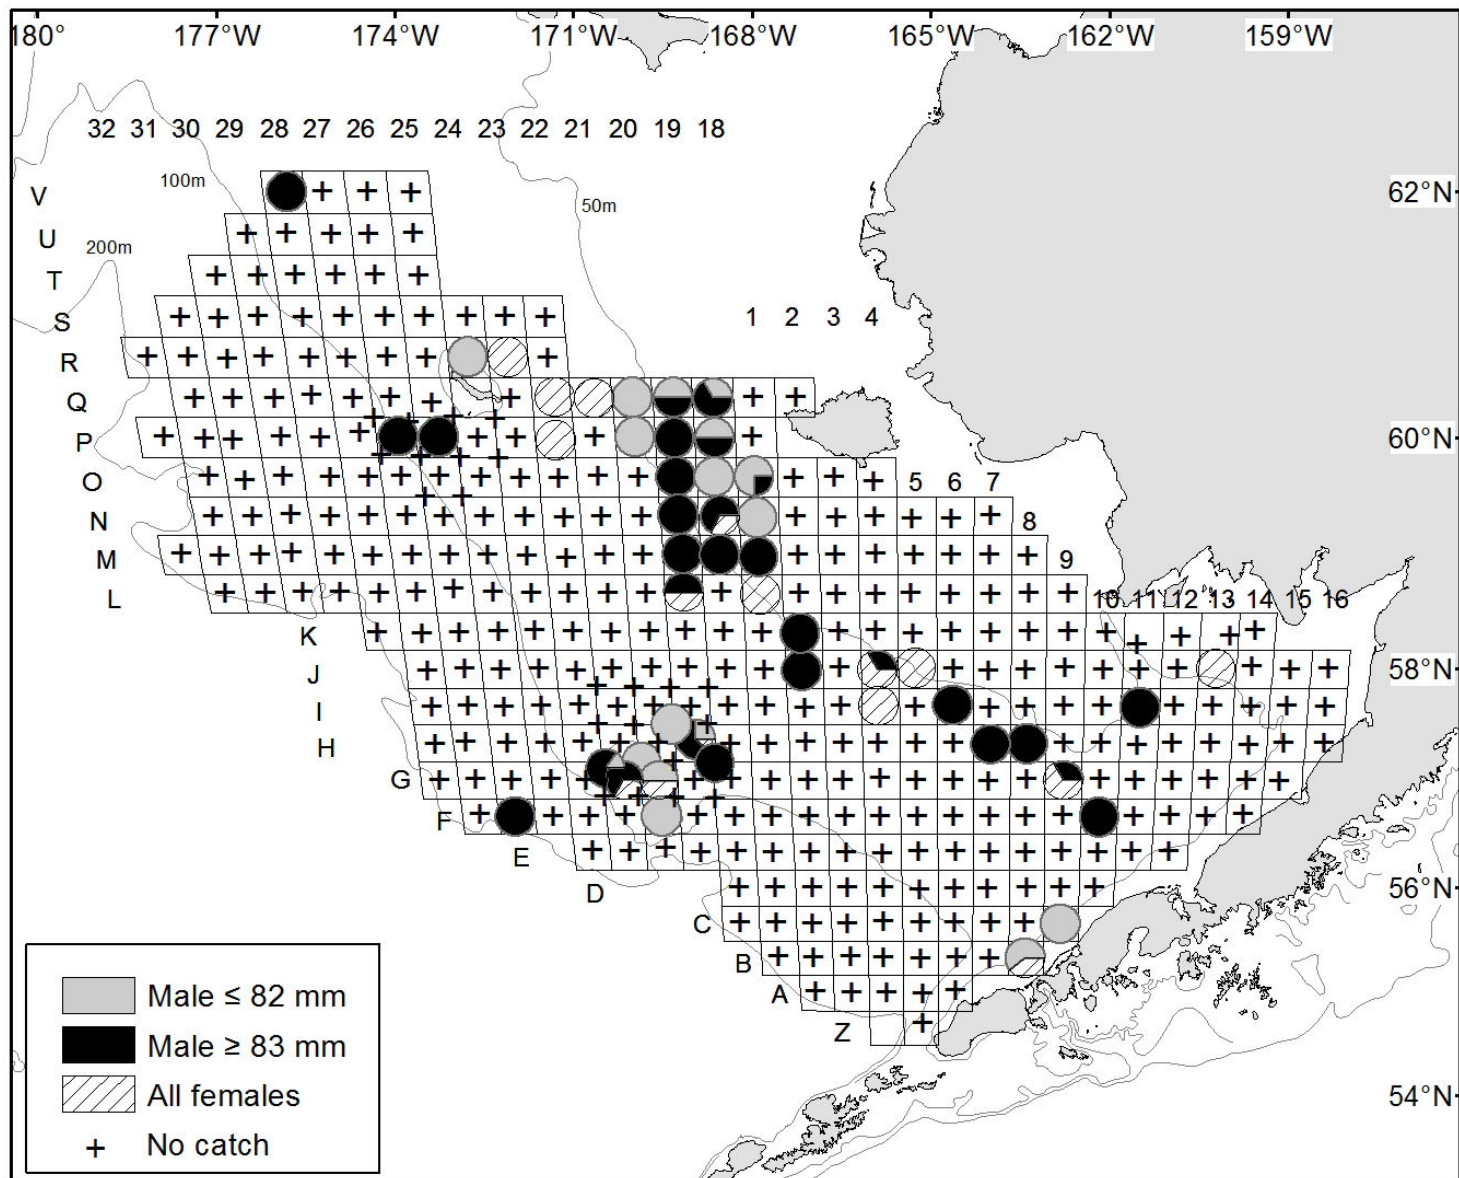 180° 177°W 174°W 171°W 168°W 165°W 162°W 159°W
32 31 30 29 28 27 26 25 24 23 22 21 20 19 18
100m
V
62°N
50m
U
200m
T
S
1 2 3 4
R
Q
P
60°N
O
5 6 7
N
8
M
9
L
10 11 12 13 14 15 16
K
J
58°N
I
H
G
F
E
D
56°N
C
B
A
Z
Male ≤ 82 mm
Male ≥ 83 mm
All females
54°N
+ No catch